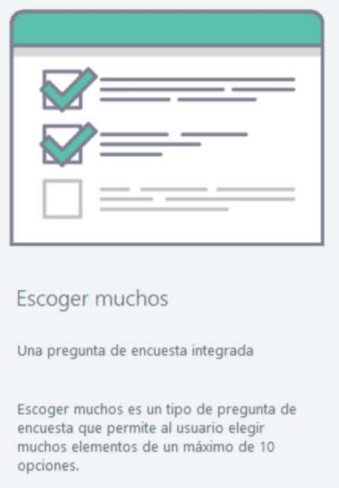 Escoger muchos
Una pregunta de encuesta integrada
Escoger muchos es un tipo de pregunta de
encuesta que permite al usuario elegir
muchos elementos de un máximo de 10
opciones.